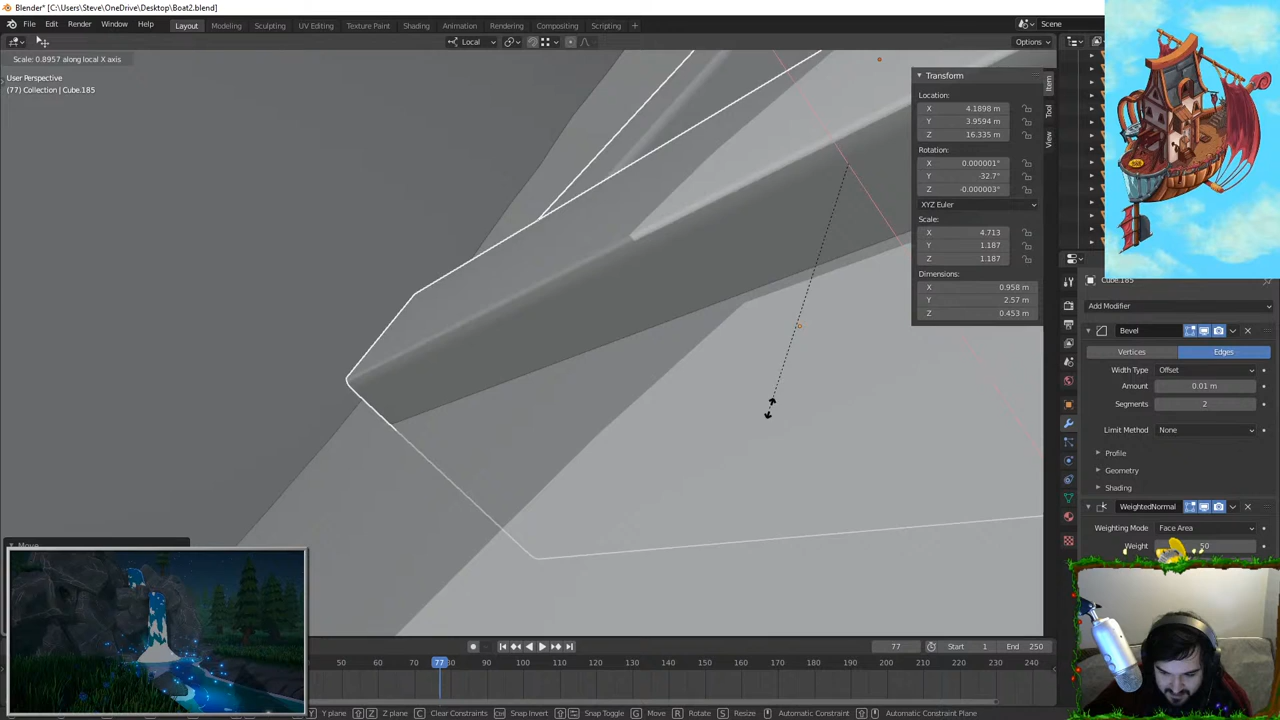 Blender* [C:\Users\Steve\OneDrive\Desktop\Boat2.blend]
File Edit Render Window Help Layout Modeling Sculpting UV Editing Texture Paint Shading Animation Rendering Compositing Scripting Scene
Local Options
Scale: 0.8957 along local X axis
User Perspective
(77) Collection | Cube.185
Transform
Location:
X 4.1898 m
Y 3.9594 m
Z 16.335 m
Rotation:
X 0.000001°
Y -32.7°
Z -0.000003°
XYZ Euler
Scale:
X 4.713
Y 1.187
Z 1.187
Dimensions:
X 0.958 m
Y 2.57 m
Z 0.453 m
Item
Tool
View
Cube.185
Add Modifier
Bevel
Vertices Edges
Width Type Offset
Amount 0.01 m
Segments 2
Limit Method None
Profile
Geometry
Shading
WeightedNormal
Weighting Mode Face Area
Weight 50
Move
77 Start 1 End 250
50 60 70 77 80 90 100 110 120 130 140 150 160 170 180 190 200 210 220 230 240
Y plane Z Z plane Clear Constraints Snap Invert Snap Toggle G Move R Rotate S Resize Automatic Constraint Automatic Constraint Plane